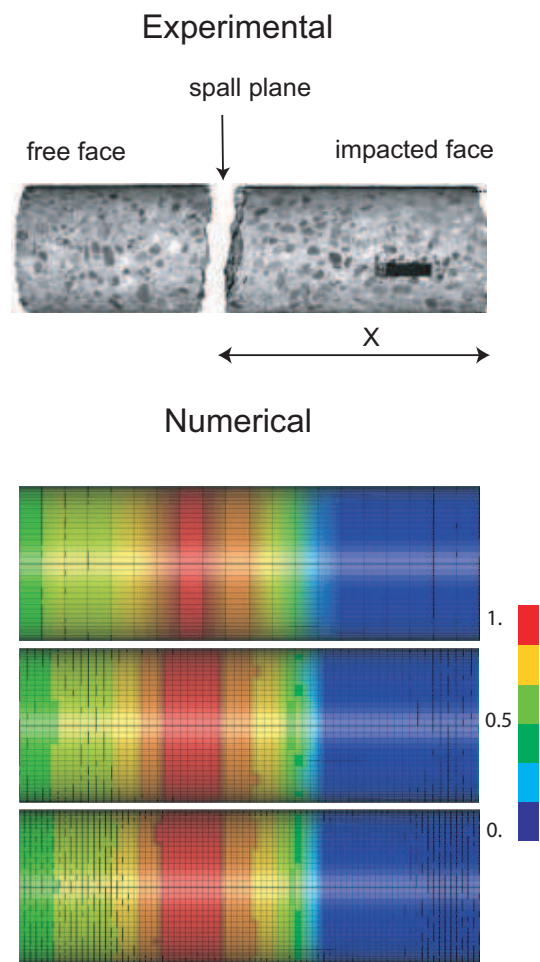 Experimental
spall plane
free face
impacted face
X
Numerical
1.
0.5
0.